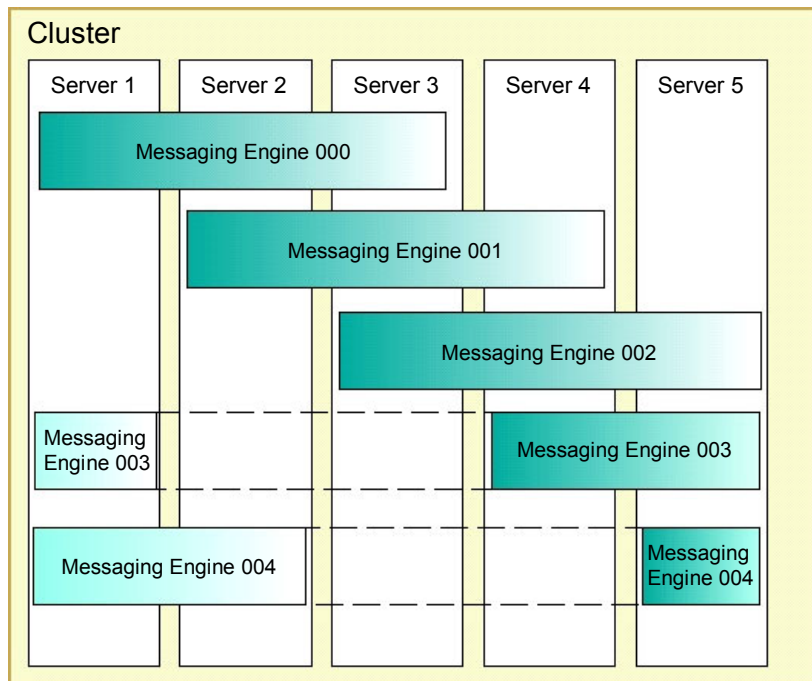 Cluster
Server 1
Server 2
Server 3
Server 4
Server 5
Messaging Engine 000
Messaging Engine 001
Messaging Engine 002
Messaging
Engine 003
Messaging Engine 003
Messaging Engine 004
Messaging
Engine 004